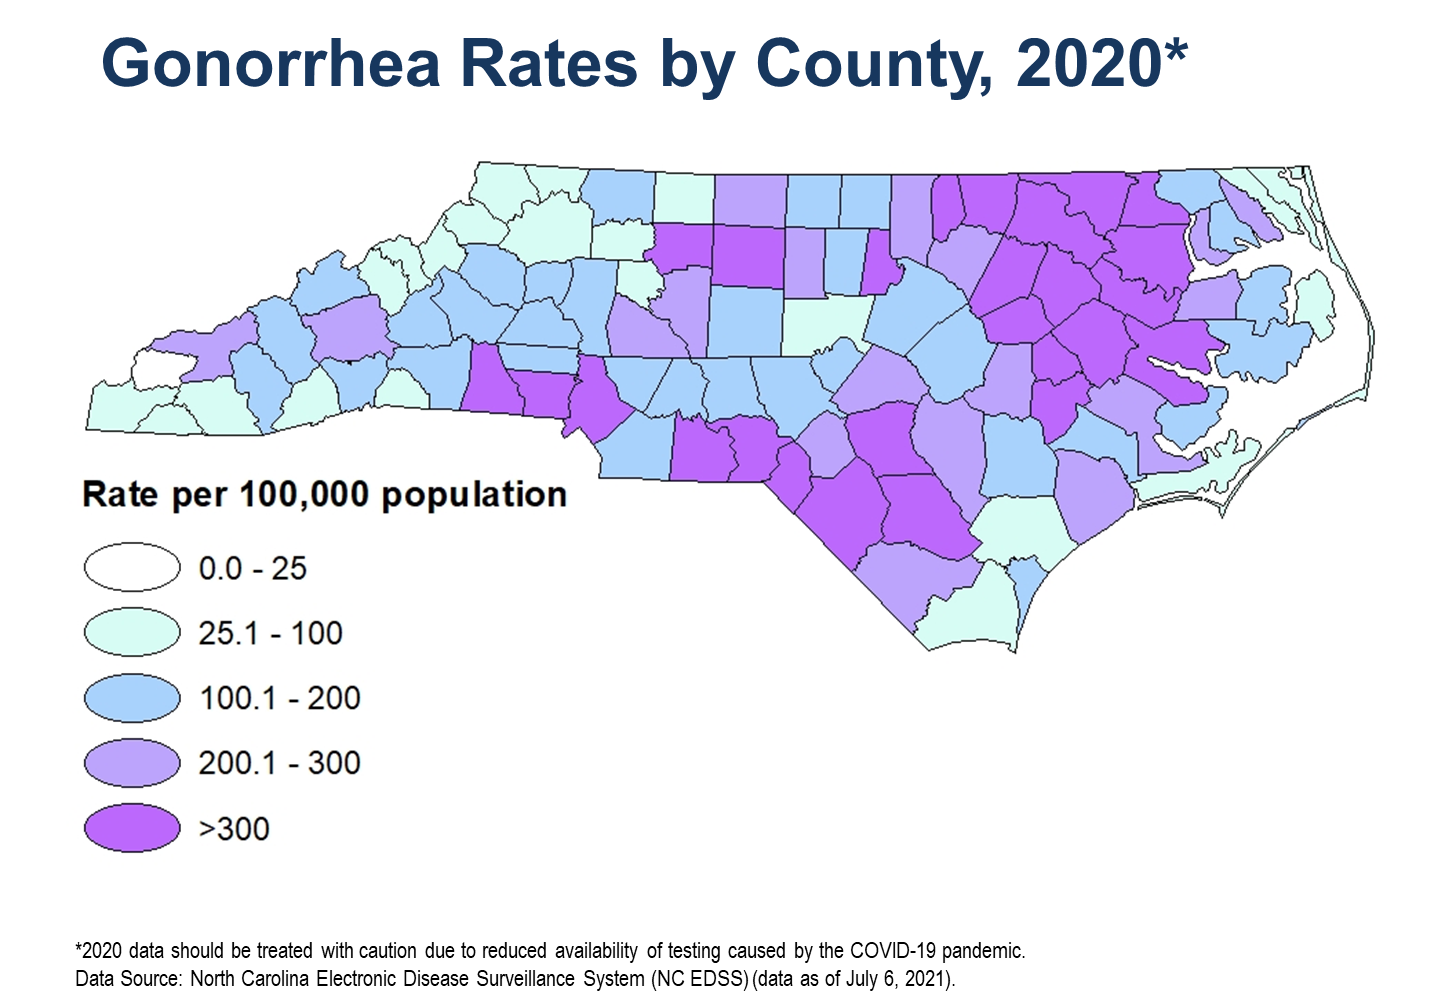 Gonorrhea Rates by County, 2020*
Rate per 100,000 population
0.0 - 25
25.1 - 100
100.1 - 200
200.1 - 300
>300
*2020 data should be treated with caution due to reduced availability of testing caused by the COVID-19 pandemic.
Data Source: North Carolina Electronic Disease Surveillance System (NC EDSS) (data as of July 6, 2021).